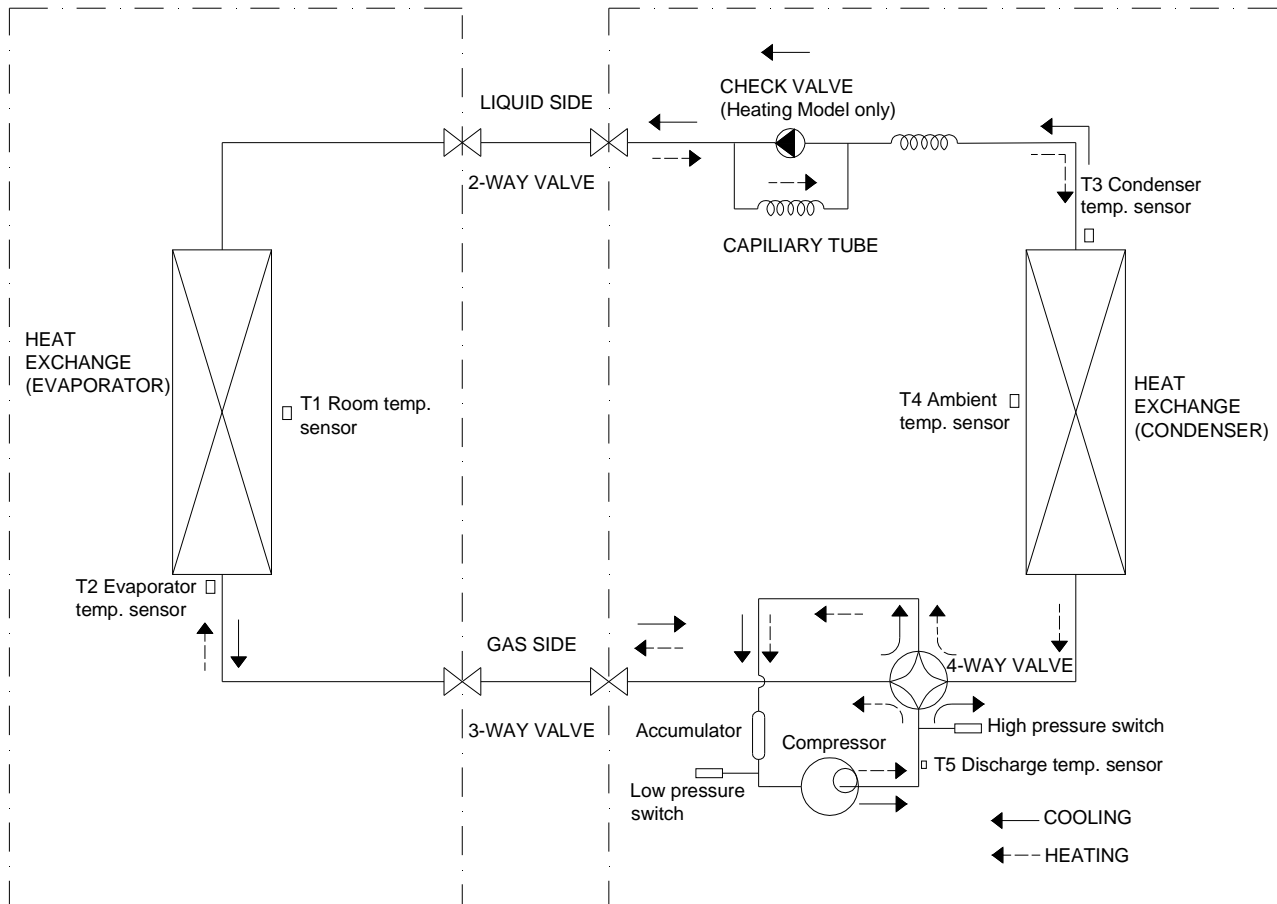 CHECK VALVE
(Heating Model only)
LIQUID SIDE
2-WAY VALVE
T3 Condenser
temp. sensor
CAPILIARY TUBE
HEAT
EXCHANGE
(EVAPORATOR)
T1 Room temp.
sensor
T4 Ambient
temp. sensor
HEAT
EXCHANGE
(CONDENSER)
T2 Evaporator
temp. sensor
GAS SIDE
3-WAY VALVE
4-WAY VALVE
Accumulator
Compressor
High pressure switch
T5 Discharge temp. sensor
Low pressure
switch
COOLING
HEATING